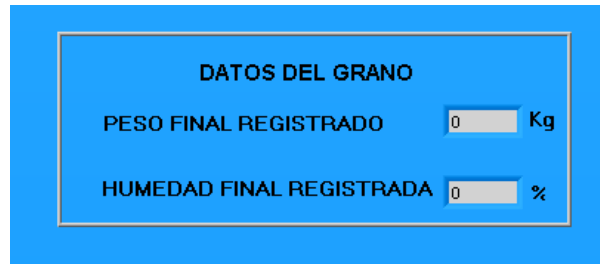 DATOS DEL GRANO
PESO FINAL REGISTRADO 0 Kg
HUMEDAD FINAL REGISTRADA 0 %